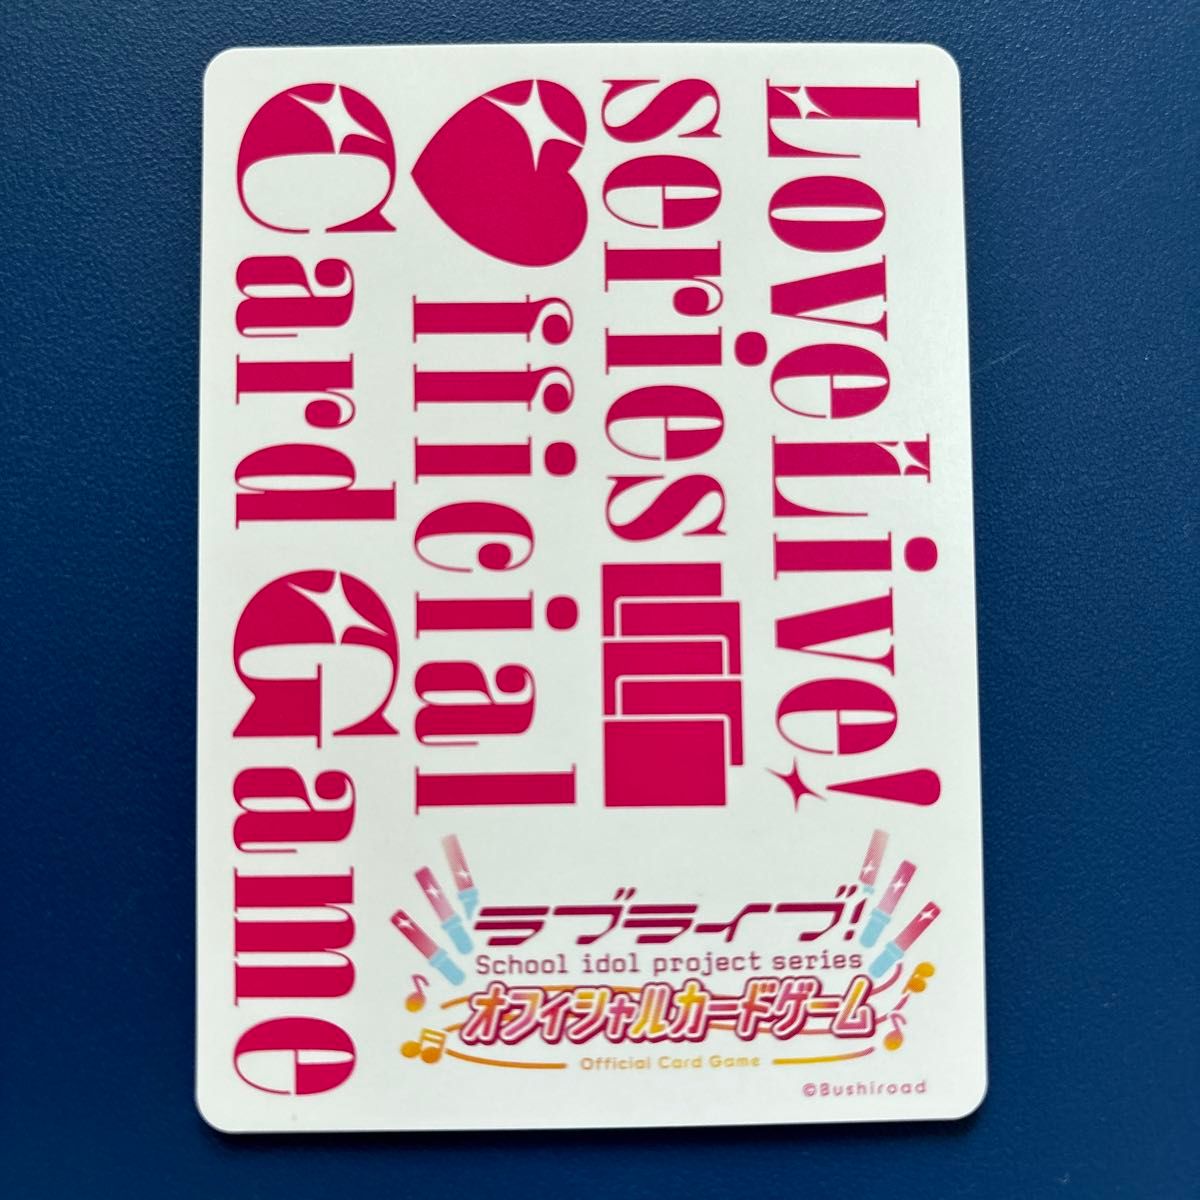 LoveLive!
series
♥fficial
Card Game
ラブライブ!
School idol project series
オフィシャルカードゲーム
Official Card Game
©Bushiroad